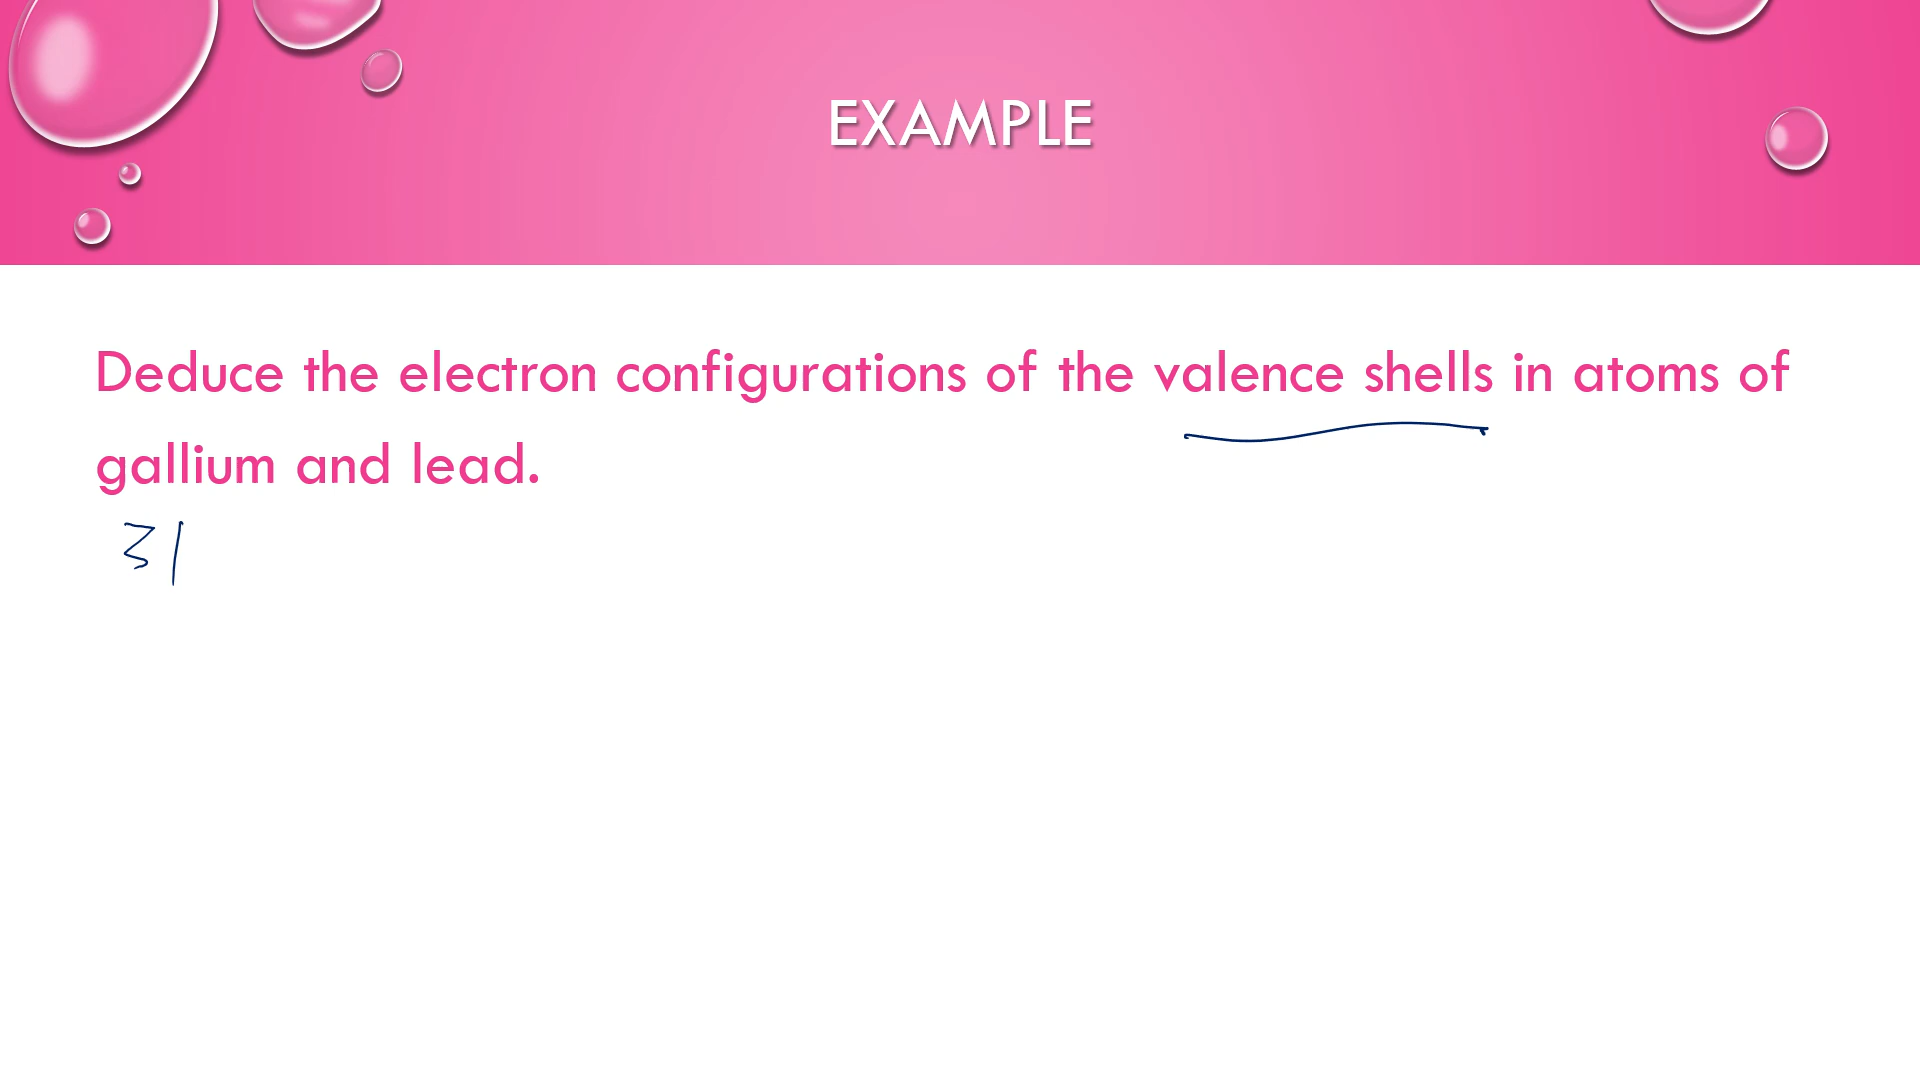 EXAMPLE
Deduce the electron configurations of the valence shells in atoms of
gallium and lead.
31